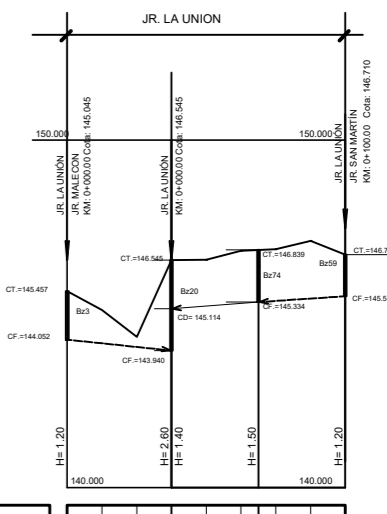 JR. LA UNION
150.000
150.000
JR. LA UNIÓN
JR. MALECON
KM: 0+000.00 Cota: 145.045
JR. LA UNIÓN
KM: 0+000.00 Cota: 146.545
JR. LA UNIÓN
JR. SAN MARTÍN
KM: 0+100.00 Cota: 146.710
CT.=145.457
CT.=146.545
CT.=146.839
CT.=146.7
Bz3
Bz20
Bz74
Bz59
CD= 145.114
CF.=145.334
CF.=145.5
CF.=144.052
CF.=143.940
H= 1.20
H= 2.60
H= 1.40
H= 1.50
H= 1.20
140.000
140.000